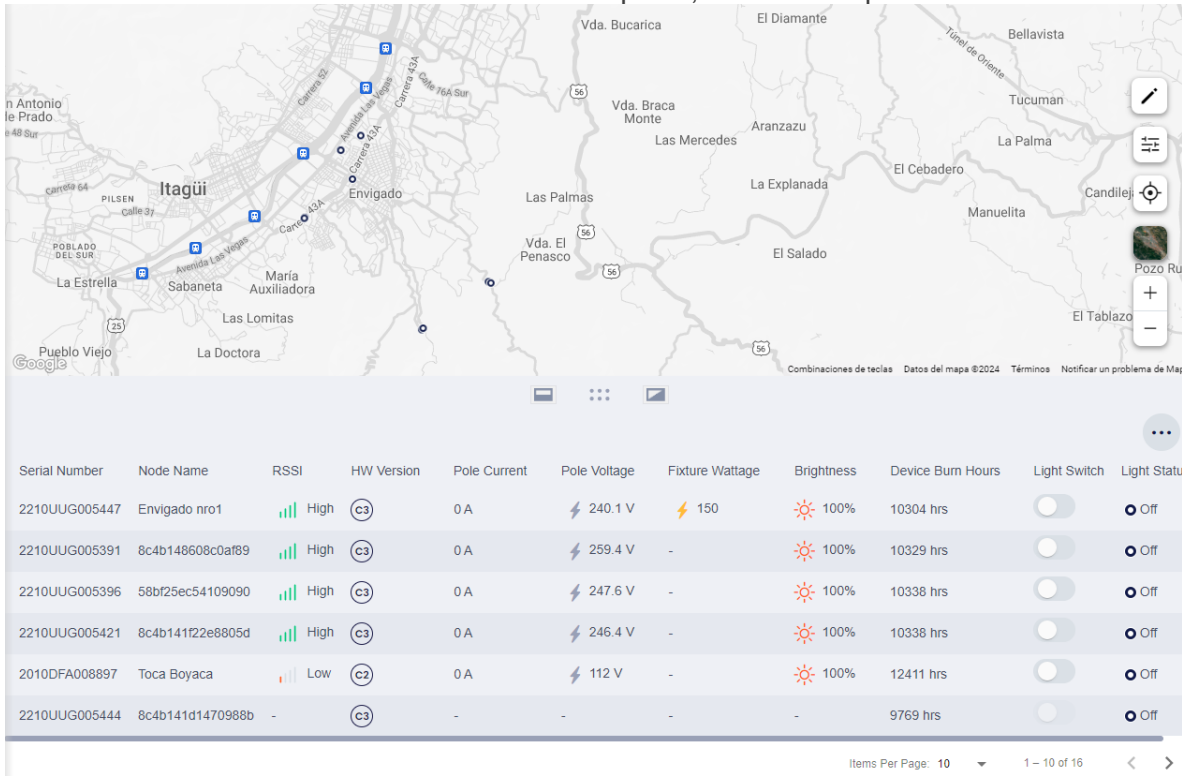 Vda. Bucarica
El Diamante
Bellavista
Túnel de Oriente
Carrera 52
Carrera 43A
Calle 76A Sur
56
n Antonio
le Prado
e 48 Sur
Avenida Las Vegas
Carrera 43A
Vda. Braca
Monte
Las Mercedes
Aranzazu
Tucuman
La Palma
El Cebadero
Carrera 64
PILSEN
Itagüi
Calle 31
Envigado
Las Palmas
La Explanada
Candilej
Manuelita
43A
POBLADO
DEL SUR
Avenida Las Vegas
Vda. El
Penasco
56
56
El Salado
Pozo Ru
La Estrella
Sabaneta
María
Auxiliadora
Las Lomitas
El Tablazo
25
Pueblo Viejo
La Doctora
56
Google
Combinaciones de teclas Datos del mapa ©2024 Términos Notificar un problema de Map
Serial Number Node Name RSSI HW Version Pole Current Pole Voltage Fixture Wattage Brightness Device Burn Hours Light Switch Light Statu
2210UUG005447 Envigado nro1 High C3 0 A 240.1 V 150 100% 10304 hrs Off
2210UUG005391 8c4b148608c0af89 High C3 0 A 259.4 V - 100% 10329 hrs Off
2210UUG005396 58bf25ec54109090 High C3 0 A 247.6 V - 100% 10338 hrs Off
2210UUG005421 8c4b141f22e8805d High C3 0 A 246.4 V - 100% 10338 hrs Off
2010DFA008897 Toca Boyaca Low C2 0 A 112 V - 100% 12411 hrs Off
2210UUG005444 8c4b141d1470988b - C3 - - - - 9769 hrs Off
Items Per Page: 10 1 – 10 of 16